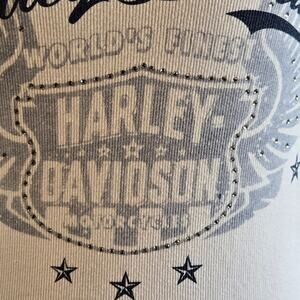 WORLD'S FINEST
HARLEY-
DAVIDSON
MOTORCYCLES